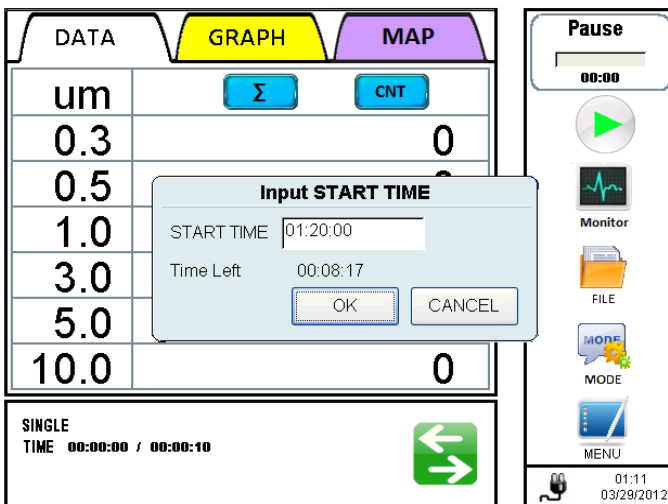 DATA
GRAPH
MAP
um
Σ
CNT
0.3
0
0.5
1.0
3.0
5.0
10.0
0
Input START TIME
START TIME 01:20:00
Time Left 00:08:17
OK
CANCEL
SINGLE
TIME 00:00:00 / 00:00:10
Pause
00:00
Monitor
FILE
MODE
MODE
MENU
01:11
03/29/2012